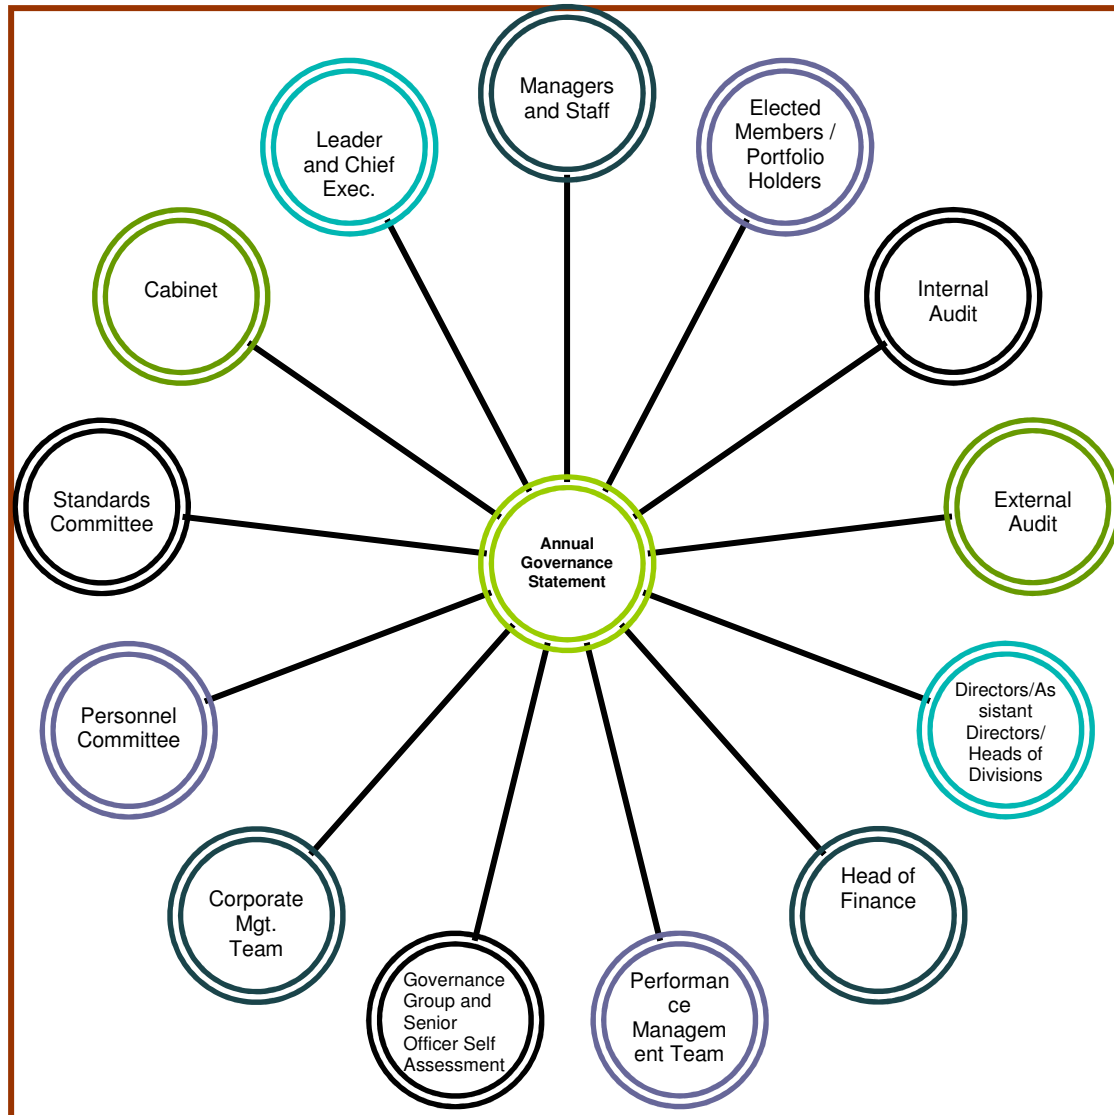 Managers
and Staff
Elected
Members /
Portfolio
Holders
Internal
Audit
External
Audit
Directors/As
sistant
Directors/
Heads of
Divisions
Head of
Finance
Performan
ce
Managem
ent Team
Governance
Group and
Senior
Officer Self
Assessment
Corporate
Mgt.
Team
Personnel
Committee
Standards
Committee
Cabinet
Leader
and Chief
Exec.
Annual
Governance
Statement